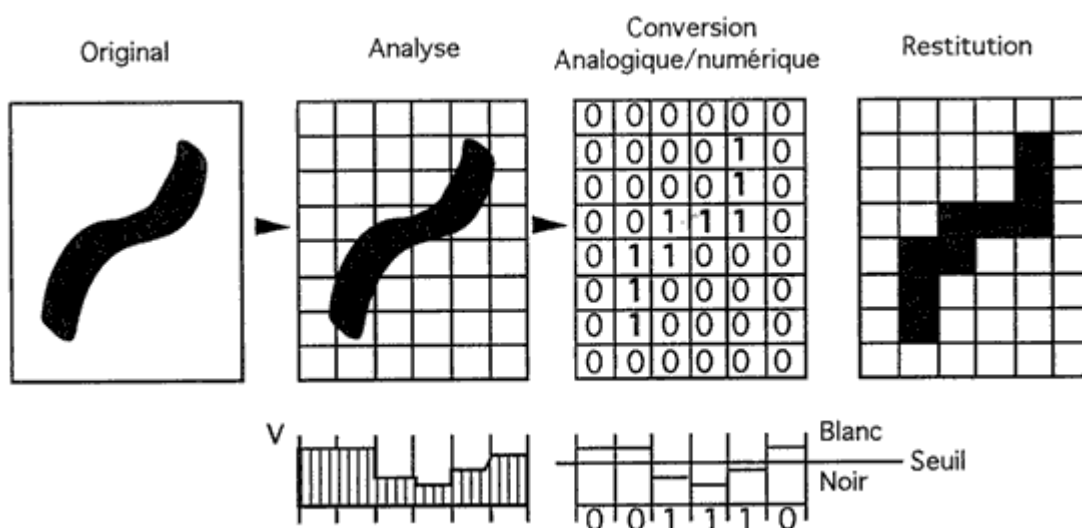 Original
Analyse
Conversion
Analogique/numérique
Restitution
0 0 0 0 0 0
0 0 0 0 1 0
0 0 0 0 1 0
0 0 1 1 1 0
0 1 1 0 0 0
0 1 0 0 0 0
0 1 0 0 0 0
0 0 0 0 0 0
V
Blanc
Seuil
Noir
0 0 1 1 1 0